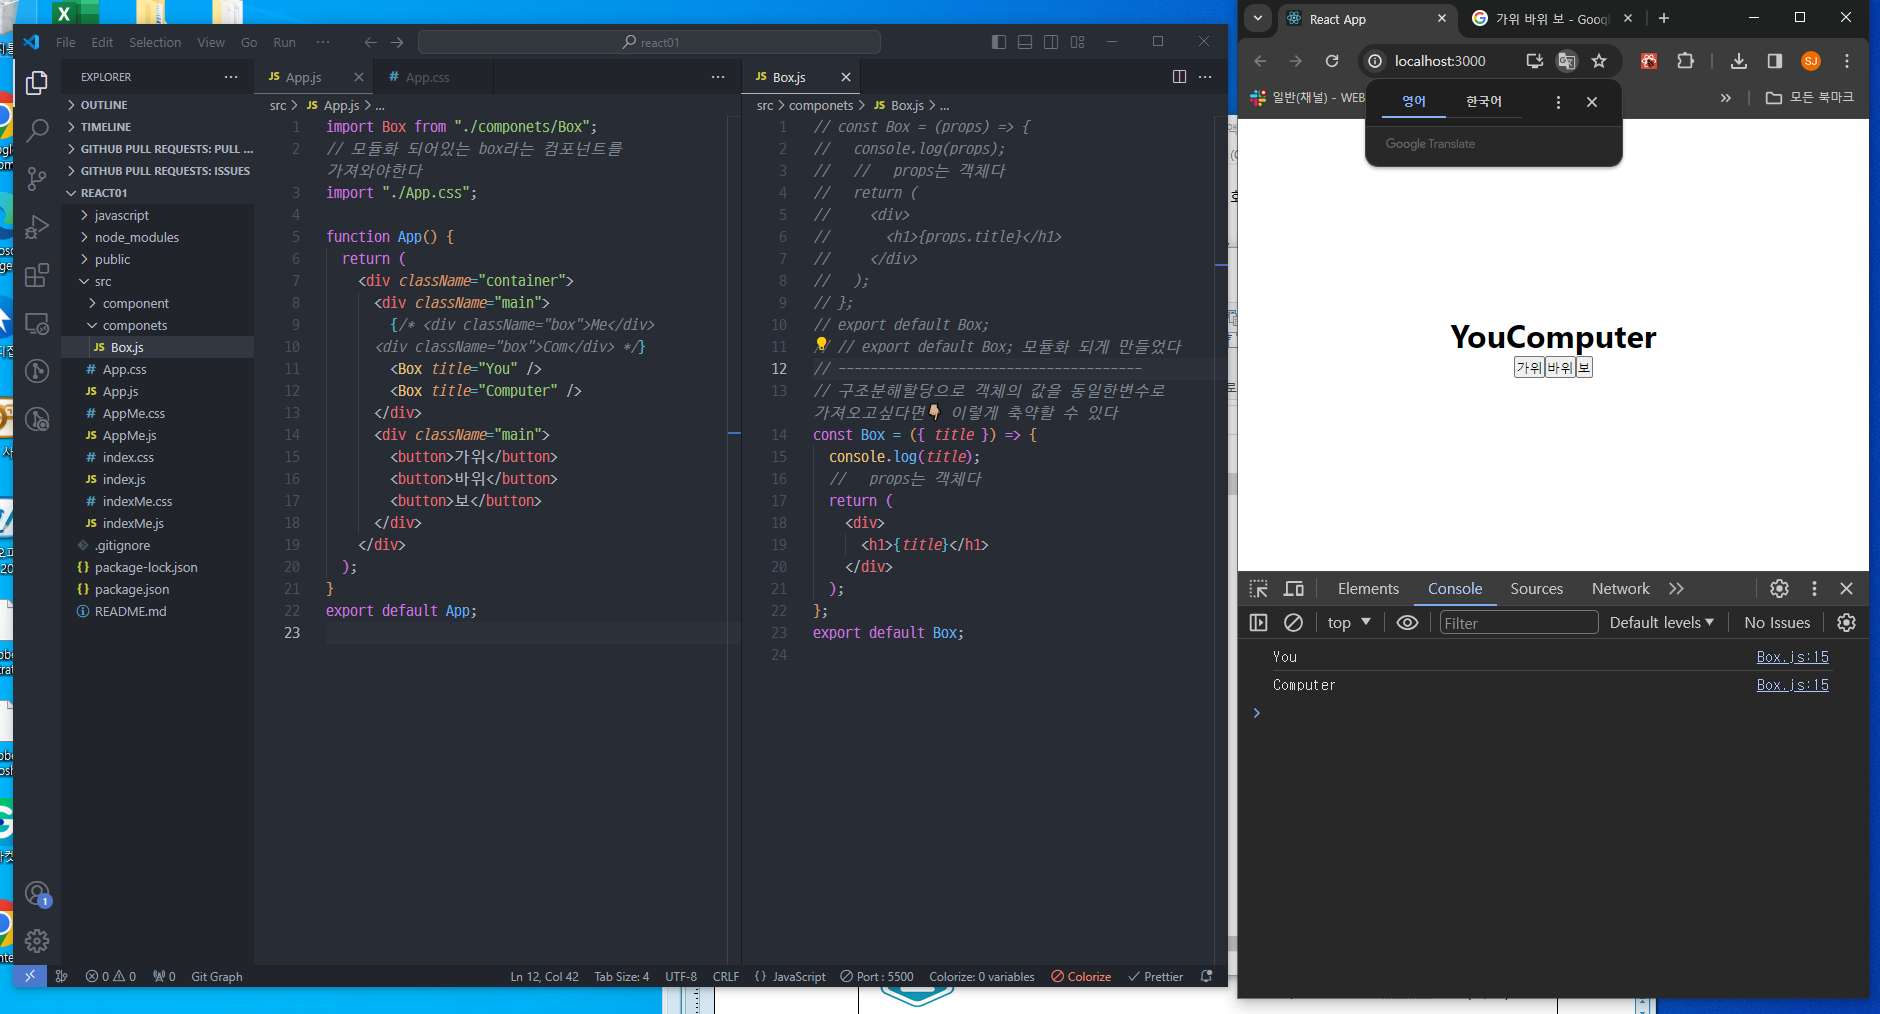 File Edit Selection View Go Run ... react01
EXPLORER ...
OUTLINE
TIMELINE
GITHUB PULL REQUESTS: PULL ...
GITHUB PULL REQUESTS: ISSUES
REACT01
javascript
node_modules
public
src
component
componets
JS Box.js
# App.css
JS App.js
# AppMe.css
JS AppMe.js
# index.css
JS index.js
# indexMe.css
JS indexMe.js
.gitignore
{} package-lock.json
{} package.json
README.md
JS App.js
# App.css
src > JS App.js > ...
1 import Box from "./componets/Box";
2 // 모듈화 되어있는 box라는 컴포넌트를
가져와야한다
3 import "./App.css";
4
5 function App() {
6 return (
7 <div className="container">
8 <div className="main">
9 {/* <div className="box">Me</div>
10 <div className="box">Com</div> */}
11 <Box title="You" />
12 <Box title="Computer" />
13 </div>
14 <div className="main">
15 <button>가위</button>
16 <button>바위</button>
17 <button>보</button>
18 </div>
19 </div>
20 );
21 }
22 export default App;
23
JS Box.js
src > componets > JS Box.js > ...
1 // const Box = (props) => {
2 // console.log(props);
3 // // props는 객체다
4 // return (
5 // <div>
6 // <h1>{props.title}</h1>
7 // </div>
8 // );
9 // };
10 // export default Box;
11 // // export default Box; 모듈화 되게 만들었다
12 // --------------------------------------
13 // 구조분해할당으로 객체의 값을 동일한변수로
가져오고싶다면👇🏼 이렇게 축약할 수 있다
14 const Box = ({ title }) => {
15 console.log(title);
16 // props는 객체다
17 return (
18 <div>
19 <h1>{title}</h1>
20 </div>
21 );
22 };
23 export default Box;
24
1
0 0 0 Git Graph Ln 12, Col 42 Tab Size: 4 UTF-8 CRLF {} JavaScript Port : 5500 Colorize: 0 variables Colorize Prettier
React App
가위 바위 보 - Goog
localhost:3000
SJ
일반(채널) - WEB
모든 북마크
영어 한국어
Google Translate
YouComputer
가위 바위 보
Elements Console Sources Network
top Filter Default levels No Issues
You Box.js:15
Computer Box.js:15